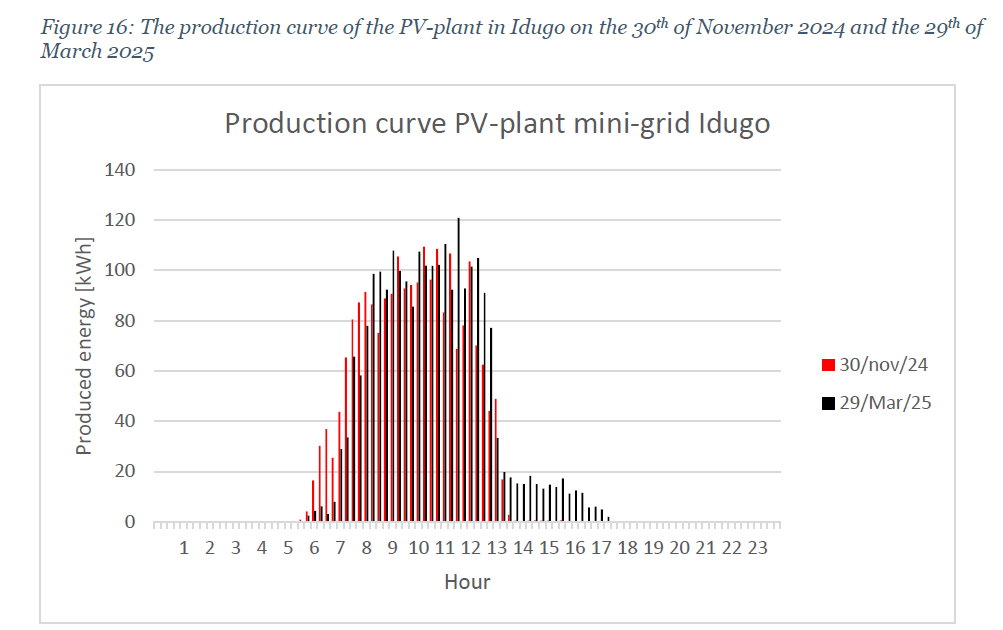 Figure 16: The production curve of the PV-plant in Idugo on the 30th of November 2024 and the 29th of
March 2025
Production curve PV-plant mini-grid Idugo
140
120
100
80
60
40
20
0
Produced energy [kWh]
1 2 3 4 5 6 7 8 9 10 11 12 13 14 15 16 17 18 19 20 21 22 23
Hour
30/nov/24
29/Mar/25